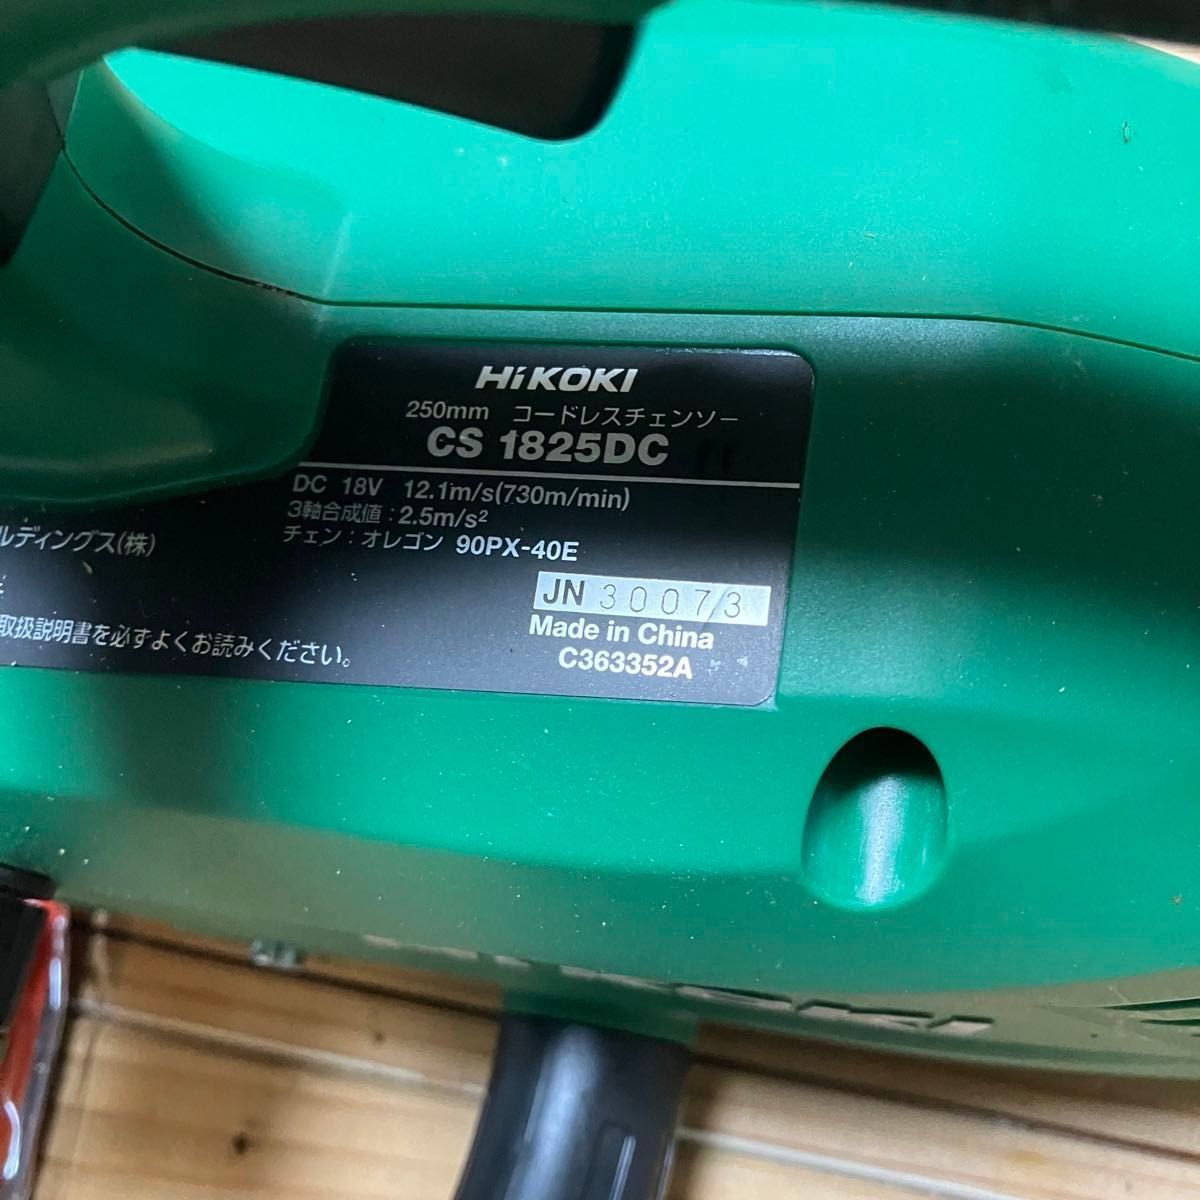 HiKOKI
250mm コードレスチェンソー
CS 1825DC
DC 18V 12.1m/s(730m/min)
3軸合成値:2.5m/s²
チェン:オレゴン 90PX-40E
ルディングス(株)
JN 30073
Made in China
C363352A
取扱説明書を必ずよくお読みください。
HiKOKI